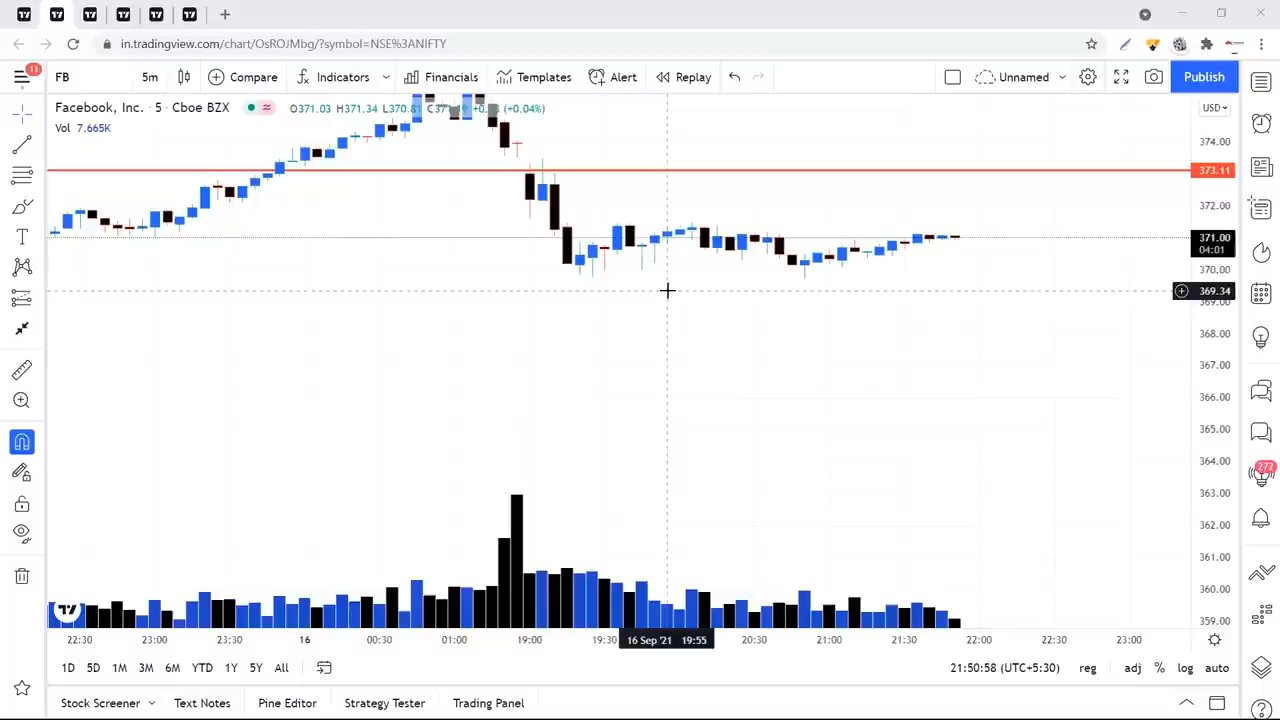 in.tradingview.com/chart/OsROJMbg/?symbol=NSE%3ANIFTY
11
FB
5m
Compare
Indicators
Financials
Templates
Alert
Replay
Unnamed
Publish
Facebook, Inc. · 5 · Cboe BZX
O371.03 H371.34 L370.8
(+0.04%)
USD
Vol 7.665K
374.00
373.11
372.00
371.00
04:01
370.00
369.34
369.00
368.00
367.00
366.00
365.00
364.00
363.00
362.00
361.00
360.00
359.00
272
22:30
23:00
23:30
16
00:30
01:00
19:00
19:30
16 Sep '21 19:55
20:30
21:00
21:30
22:00
22:30
23:00
1D 5D 1M 3M 6M YTD 1Y 5Y All
21:50:58 (UTC+5:30)
reg
adj
%
log
auto
Stock Screener
Text Notes
Pine Editor
Strategy Tester
Trading Panel